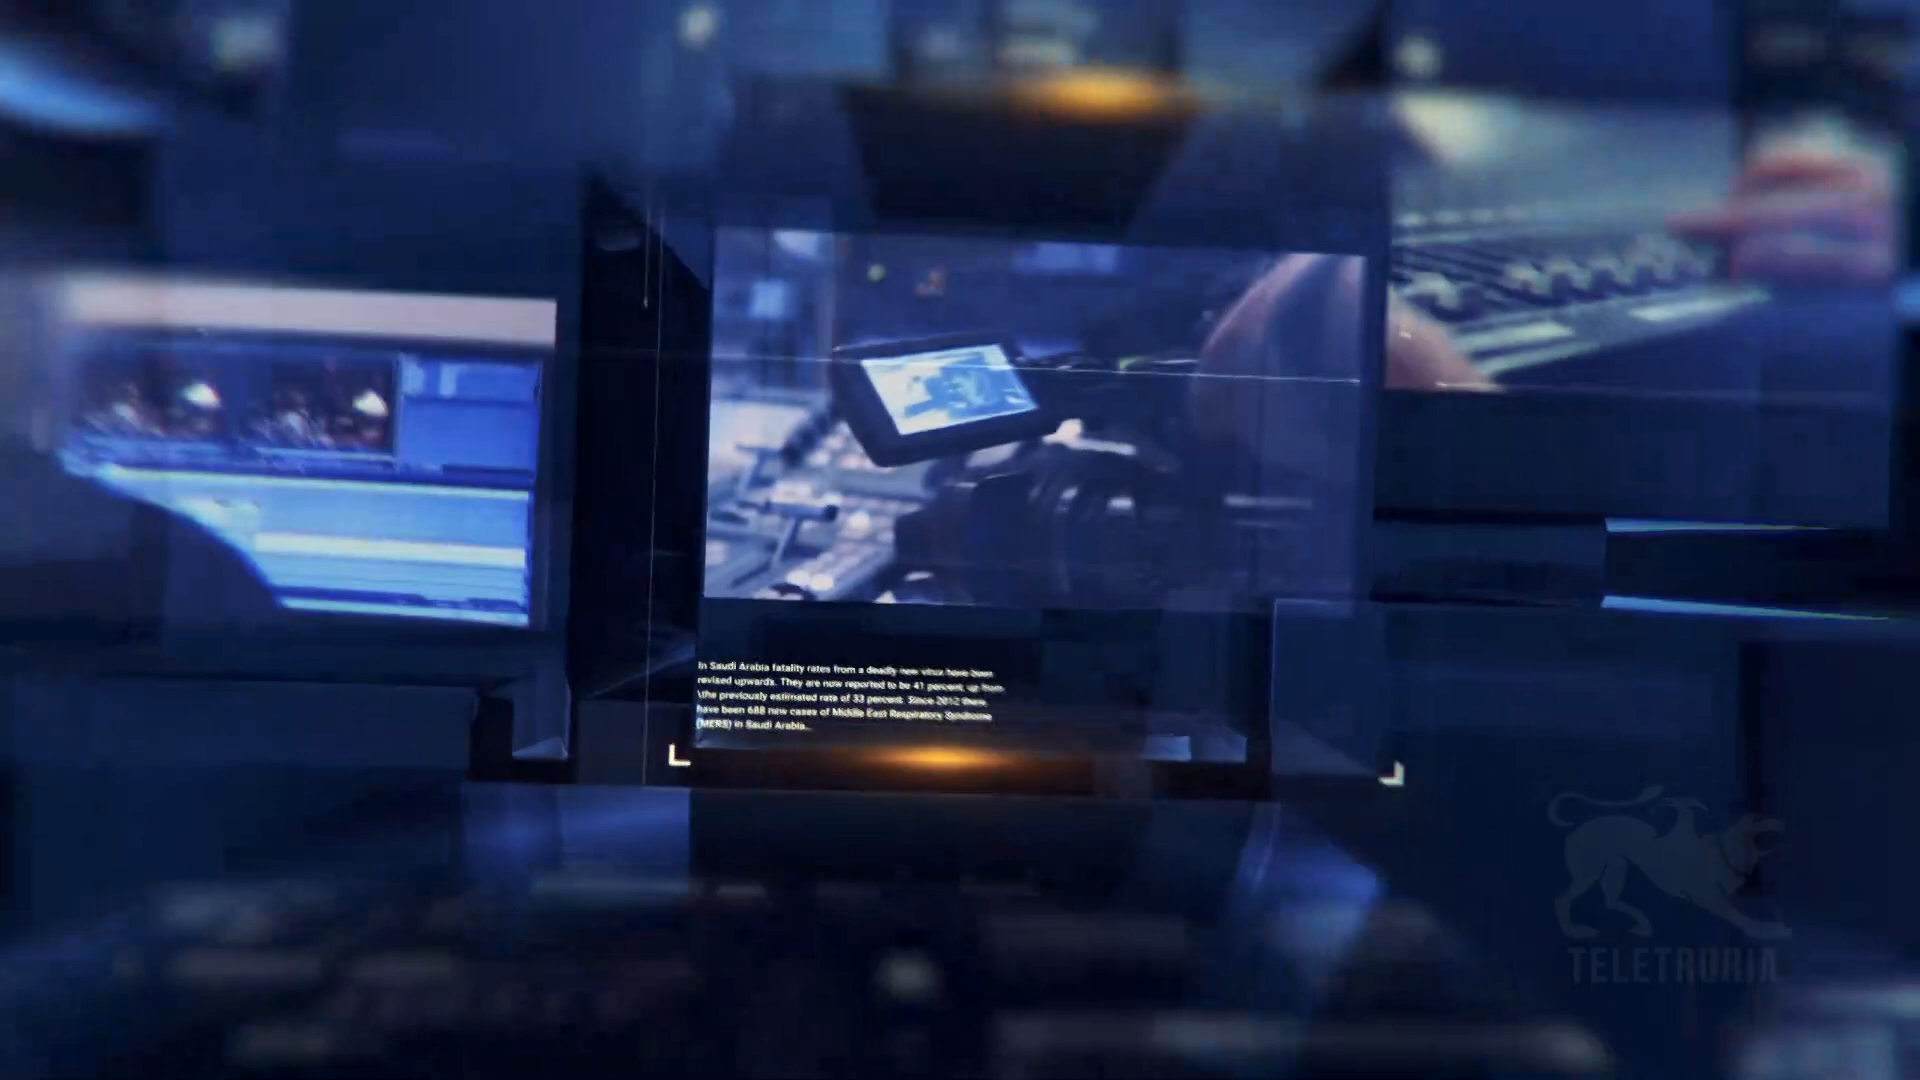 In Saudi Arabia fatality rates from a deadly new virus have been
revised upwards. They are now reported to be 41 percent, up from
\the previously estimated rate of 33 percent. Since 2012 there
have been 688 new cases of Middle East Respiratory Syndrome
(MERS) in Saudi Arabia.
TELETRORIA